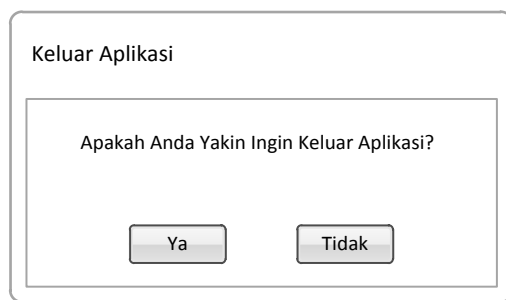 Keluar Aplikasi
Apakah Anda Yakin Ingin Keluar Aplikasi?
Ya Tidak